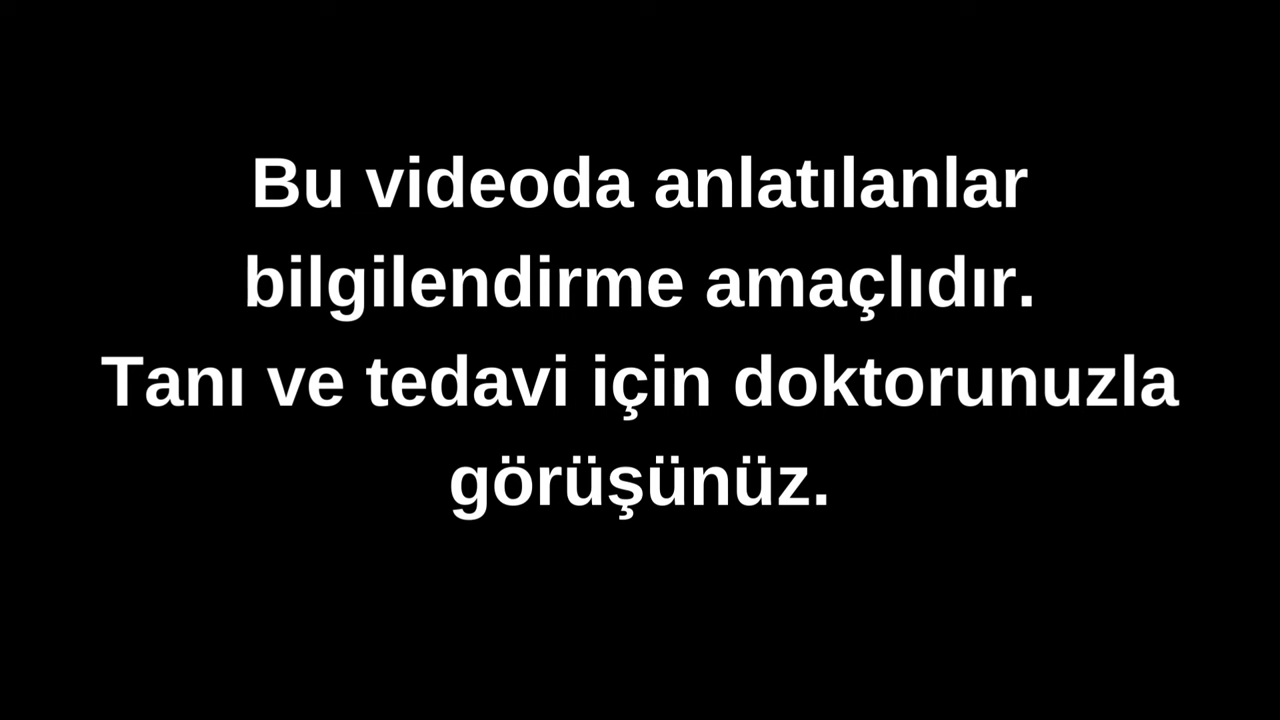 Bu videoda anlatılanlar
bilgilendirme amaçlıdır.
Tanı ve tedavi için doktorunuzla
görüşünüz.